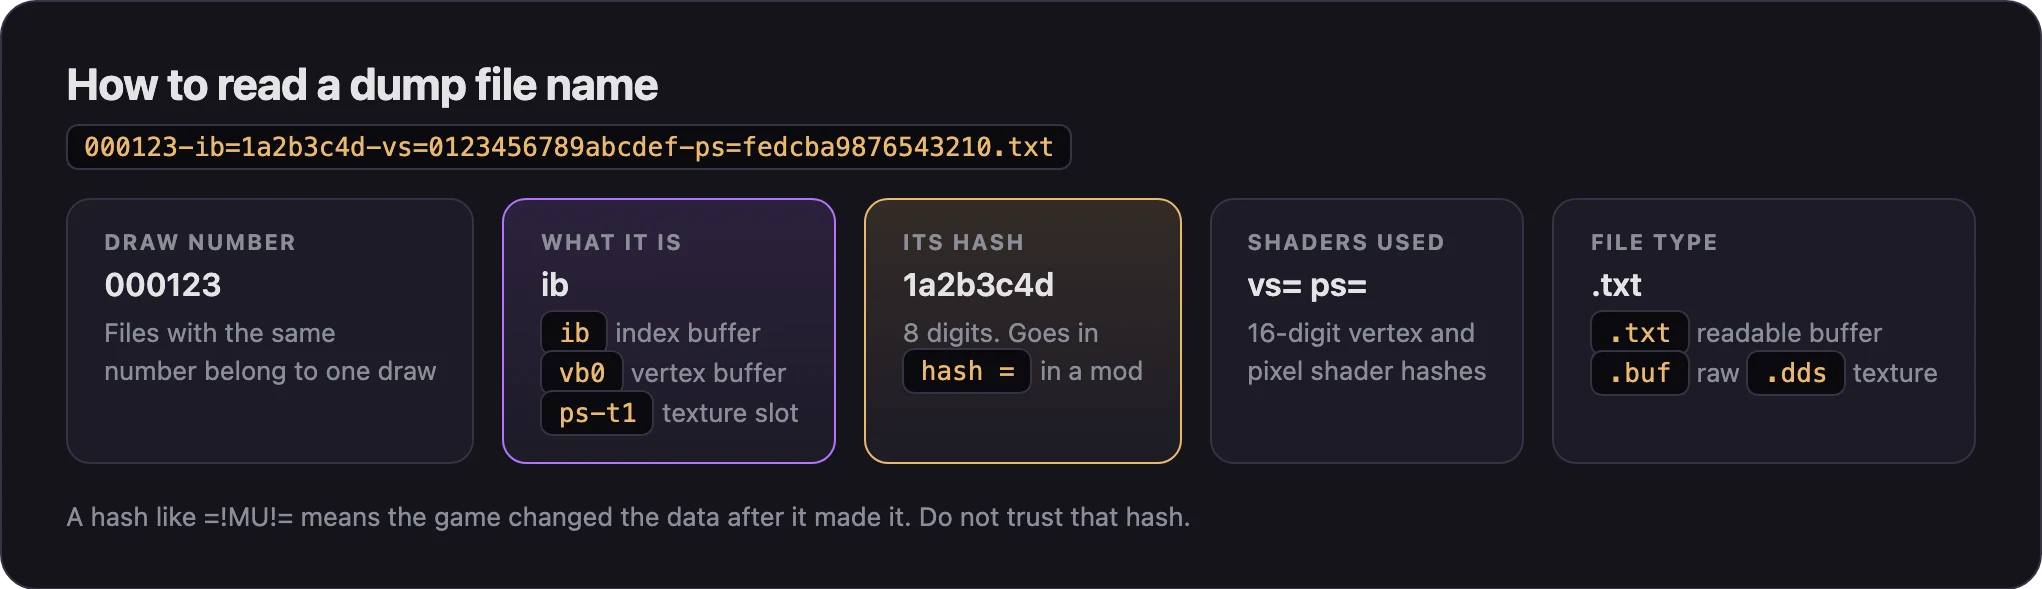 How to read a dump file name
000123-ib=1a2b3c4d-vs=0123456789abcdef-ps=fedcba9876543210.txt
DRAW NUMBER
000123
Files with the same
number belong to one draw
WHAT IT IS
ib
ib index buffer
vb0 vertex buffer
ps-t1 texture slot
ITS HASH
1a2b3c4d
8 digits. Goes in
hash = in a mod
SHADERS USED
vs= ps=
16-digit vertex and
pixel shader hashes
FILE TYPE
.txt
.txt readable buffer
.buf raw .dds texture
A hash like =!MU!= means the game changed the data after it made it. Do not trust that hash.